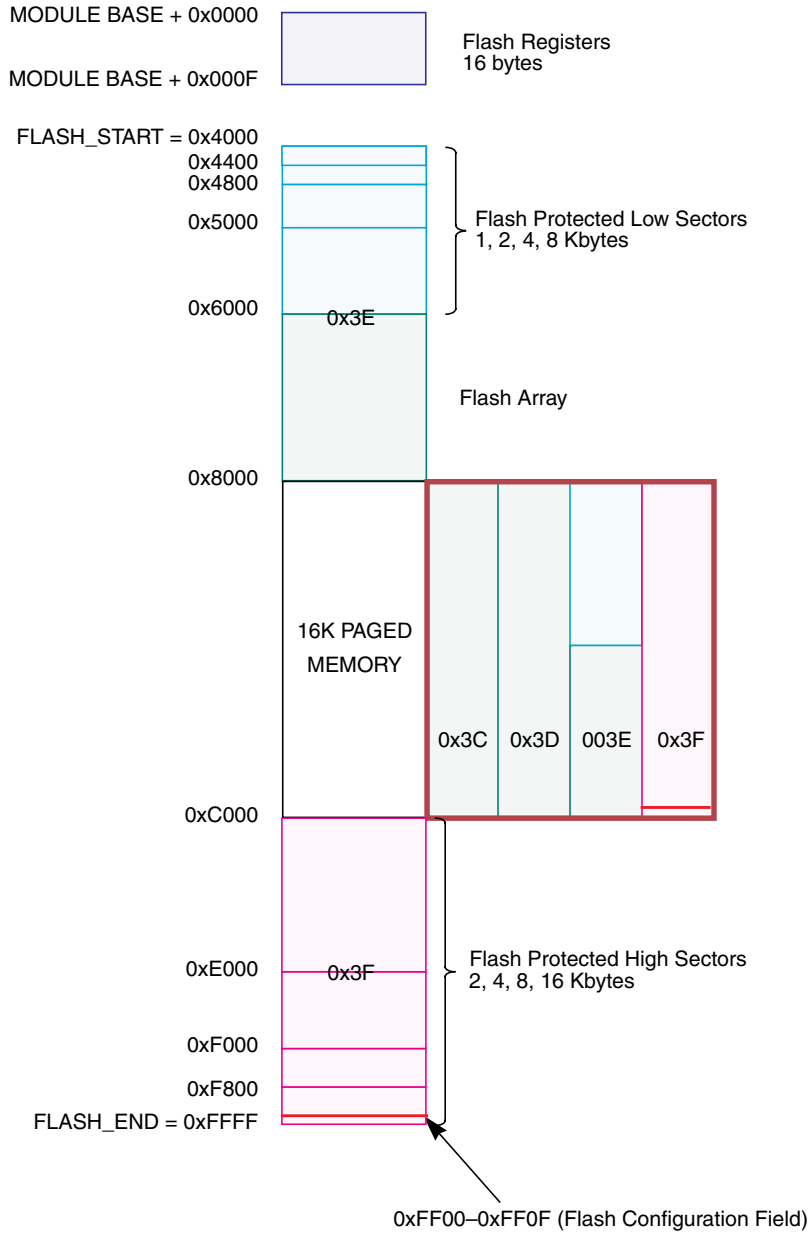 MODULE BASE + 0x0000
Flash Registers
16 bytes
MODULE BASE + 0x000F
FLASH_START = 0x4000
0x4400
0x4800
0x5000
Flash Protected Low Sectors
1, 2, 4, 8 Kbytes
0x6000
0x3E
Flash Array
0x8000
16K PAGED
MEMORY
0x3C
0x3D
003E
0x3F
0xC000
0xE000
0x3F
Flash Protected High Sectors
2, 4, 8, 16 Kbytes
0xF000
0xF800
FLASH_END = 0xFFFF
0xFF00–0xFF0F (Flash Configuration Field)